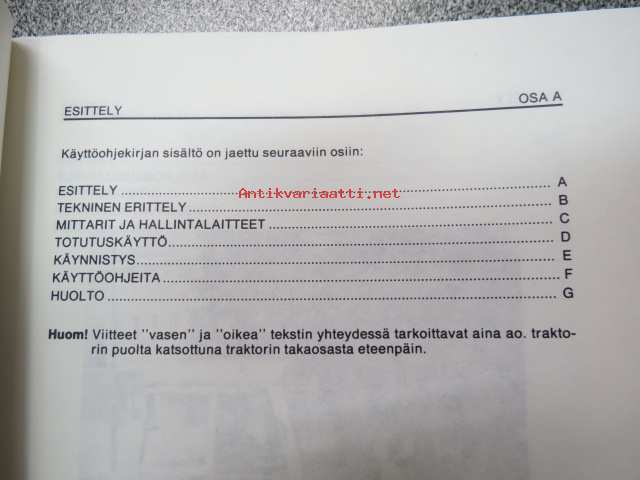 ESITTELY OSA A
Käyttöohjekirjan sisältö on jaettu seuraaviin osiin:
ESITTELY A
Antikvariaatti.net
TEKNINEN ERITTELY B
MITTARIT JA HALLINTALAITTEET C
TOTUTUSKÄYTTÖ D
KÄYNNISTYS E
KÄYTTÖOHJEITA F
HUOLTO G
Huom! Viitteet ''vasen'' ja ''oikea'' tekstin yhteydessä tarkoittavat aina ao. trakto-
rin puolta katsottuna traktorin takaosasta eteenpäin.